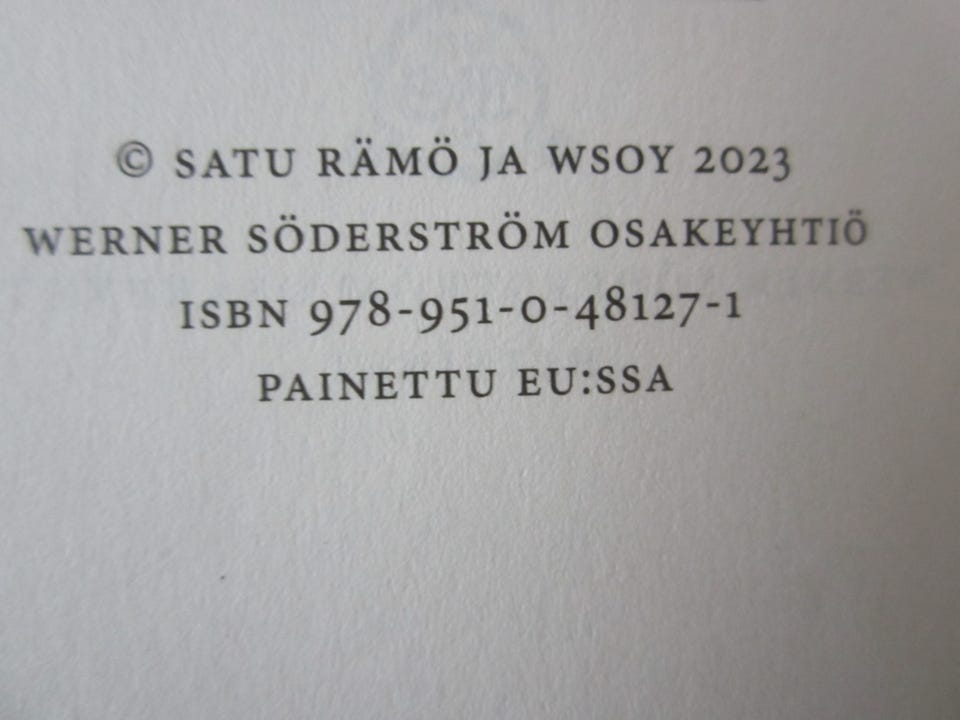 © SATU RÄMÖ JA WSOY 2023
WERNER SÖDERSTRÖM OSAKEYHTIÖ
ISBN 978-951-0-48127-1
PAINETTU EU:SSA